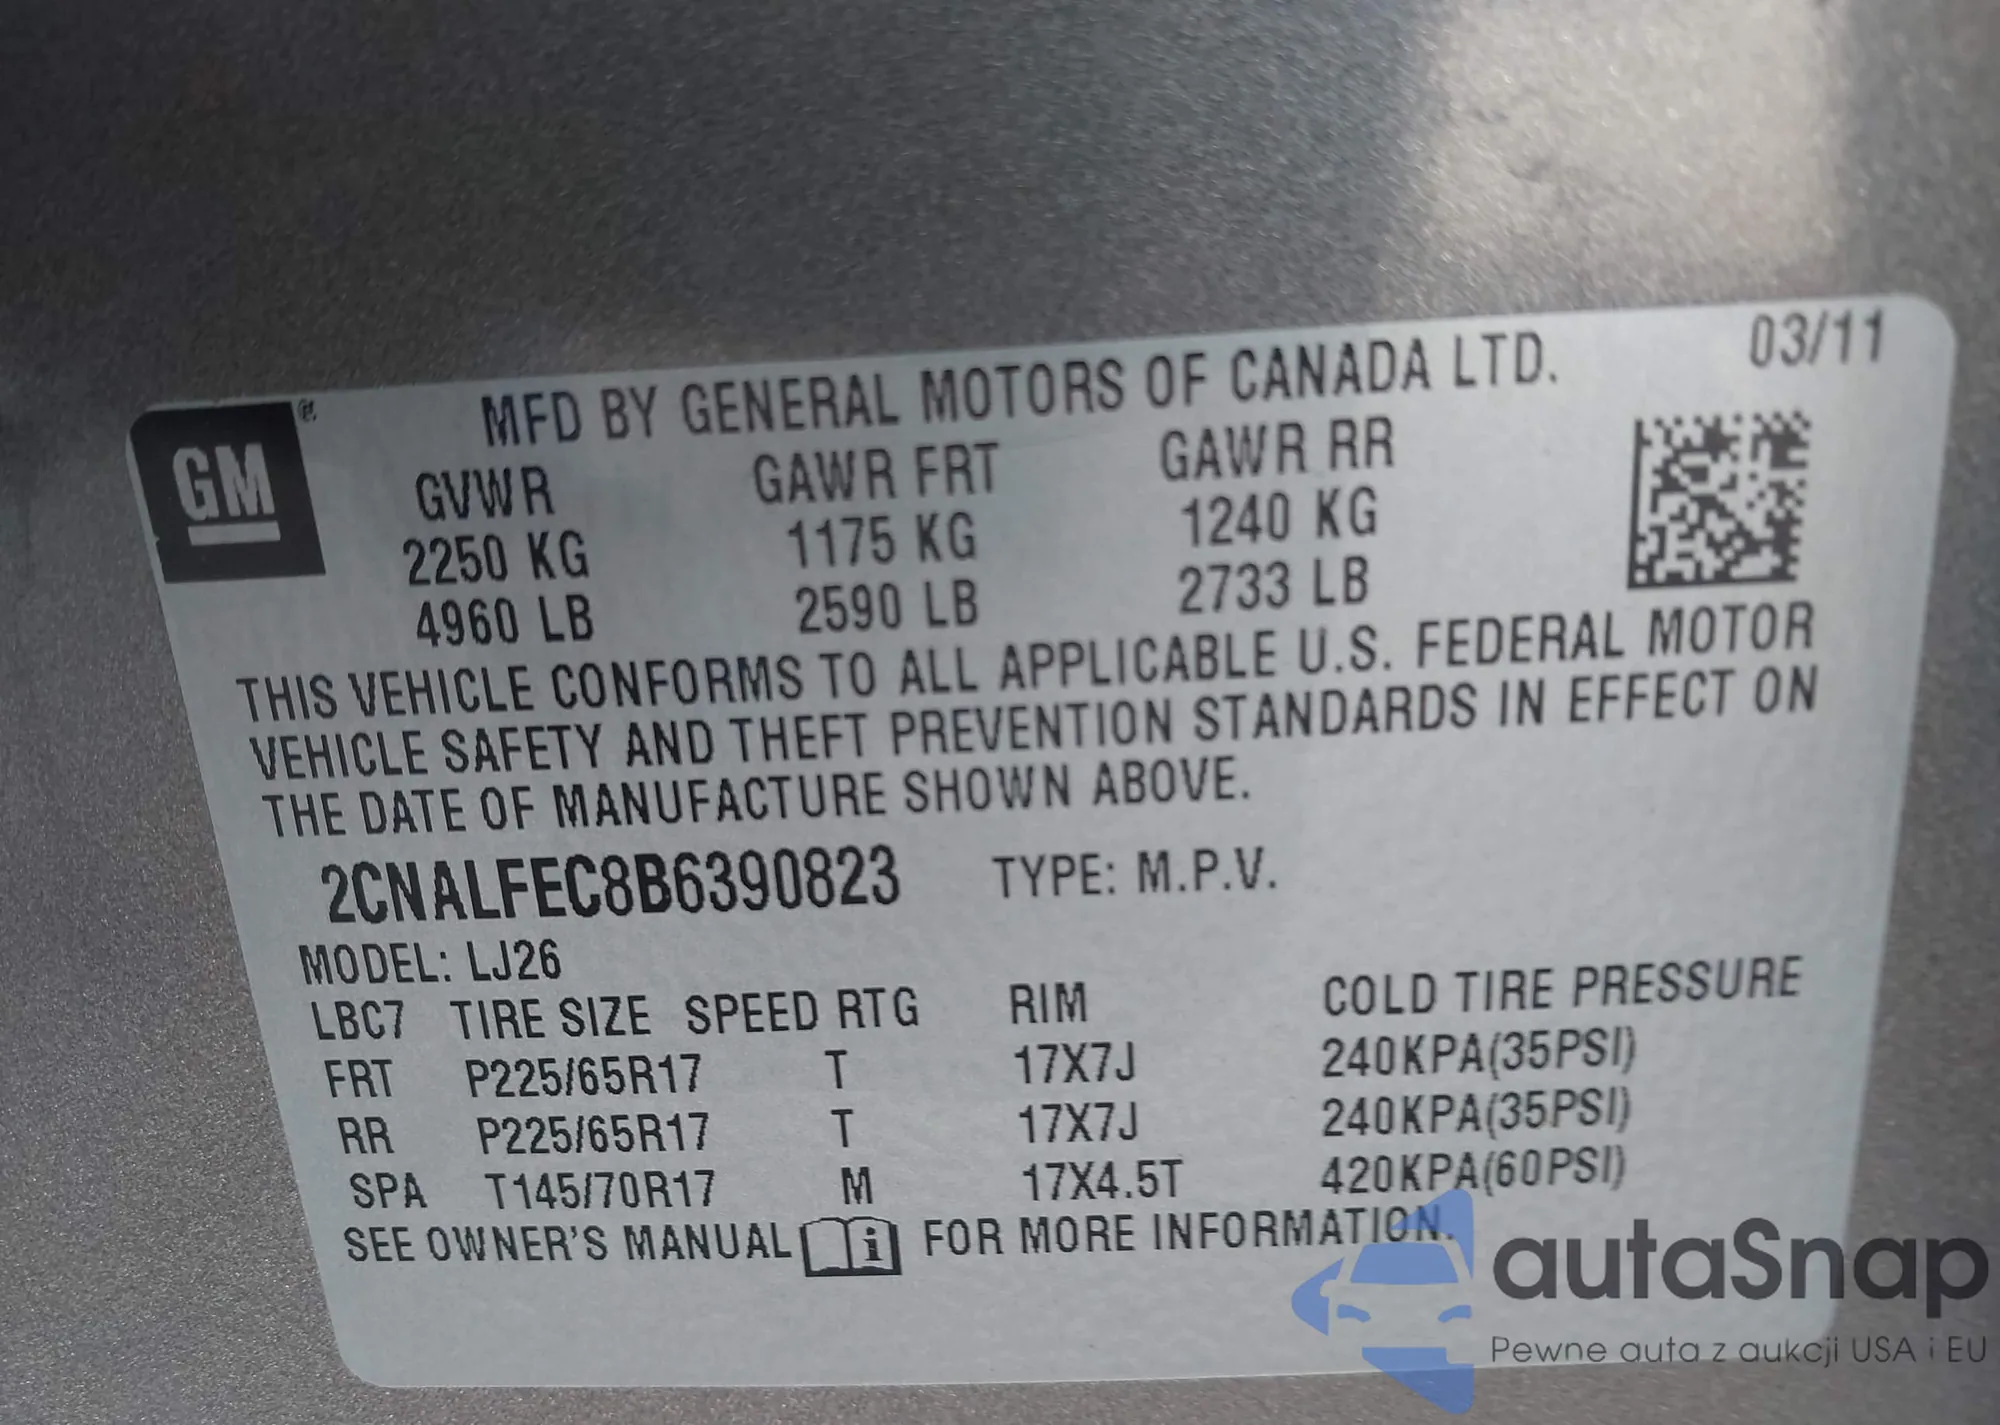 GM
®
MFD BY GENERAL MOTORS OF CANADA LTD.
03/11
GVWR GAWR FRT GAWR RR
2250 KG 1175 KG 1240 KG
4960 LB 2590 LB 2733 LB
THIS VEHICLE CONFORMS TO ALL APPLICABLE U.S. FEDERAL MOTOR
VEHICLE SAFETY AND THEFT PREVENTION STANDARDS IN EFFECT ON
THE DATE OF MANUFACTURE SHOWN ABOVE.
2CNALFEC8B6390823 TYPE: M.P.V.
MODEL: LJ26
LBC7 TIRE SIZE SPEED RTG RIM COLD TIRE PRESSURE
FRT P225/65R17 T 17X7J 240KPA(35PSI)
RR P225/65R17 T 17X7J 240KPA(35PSI)
SPA T145/70R17 M 17X4.5T 420KPA(60PSI)
SEE OWNER'S MANUAL i FOR MORE INFORMATION.
autaSnap
Pewne auta z aukcji USA i EU